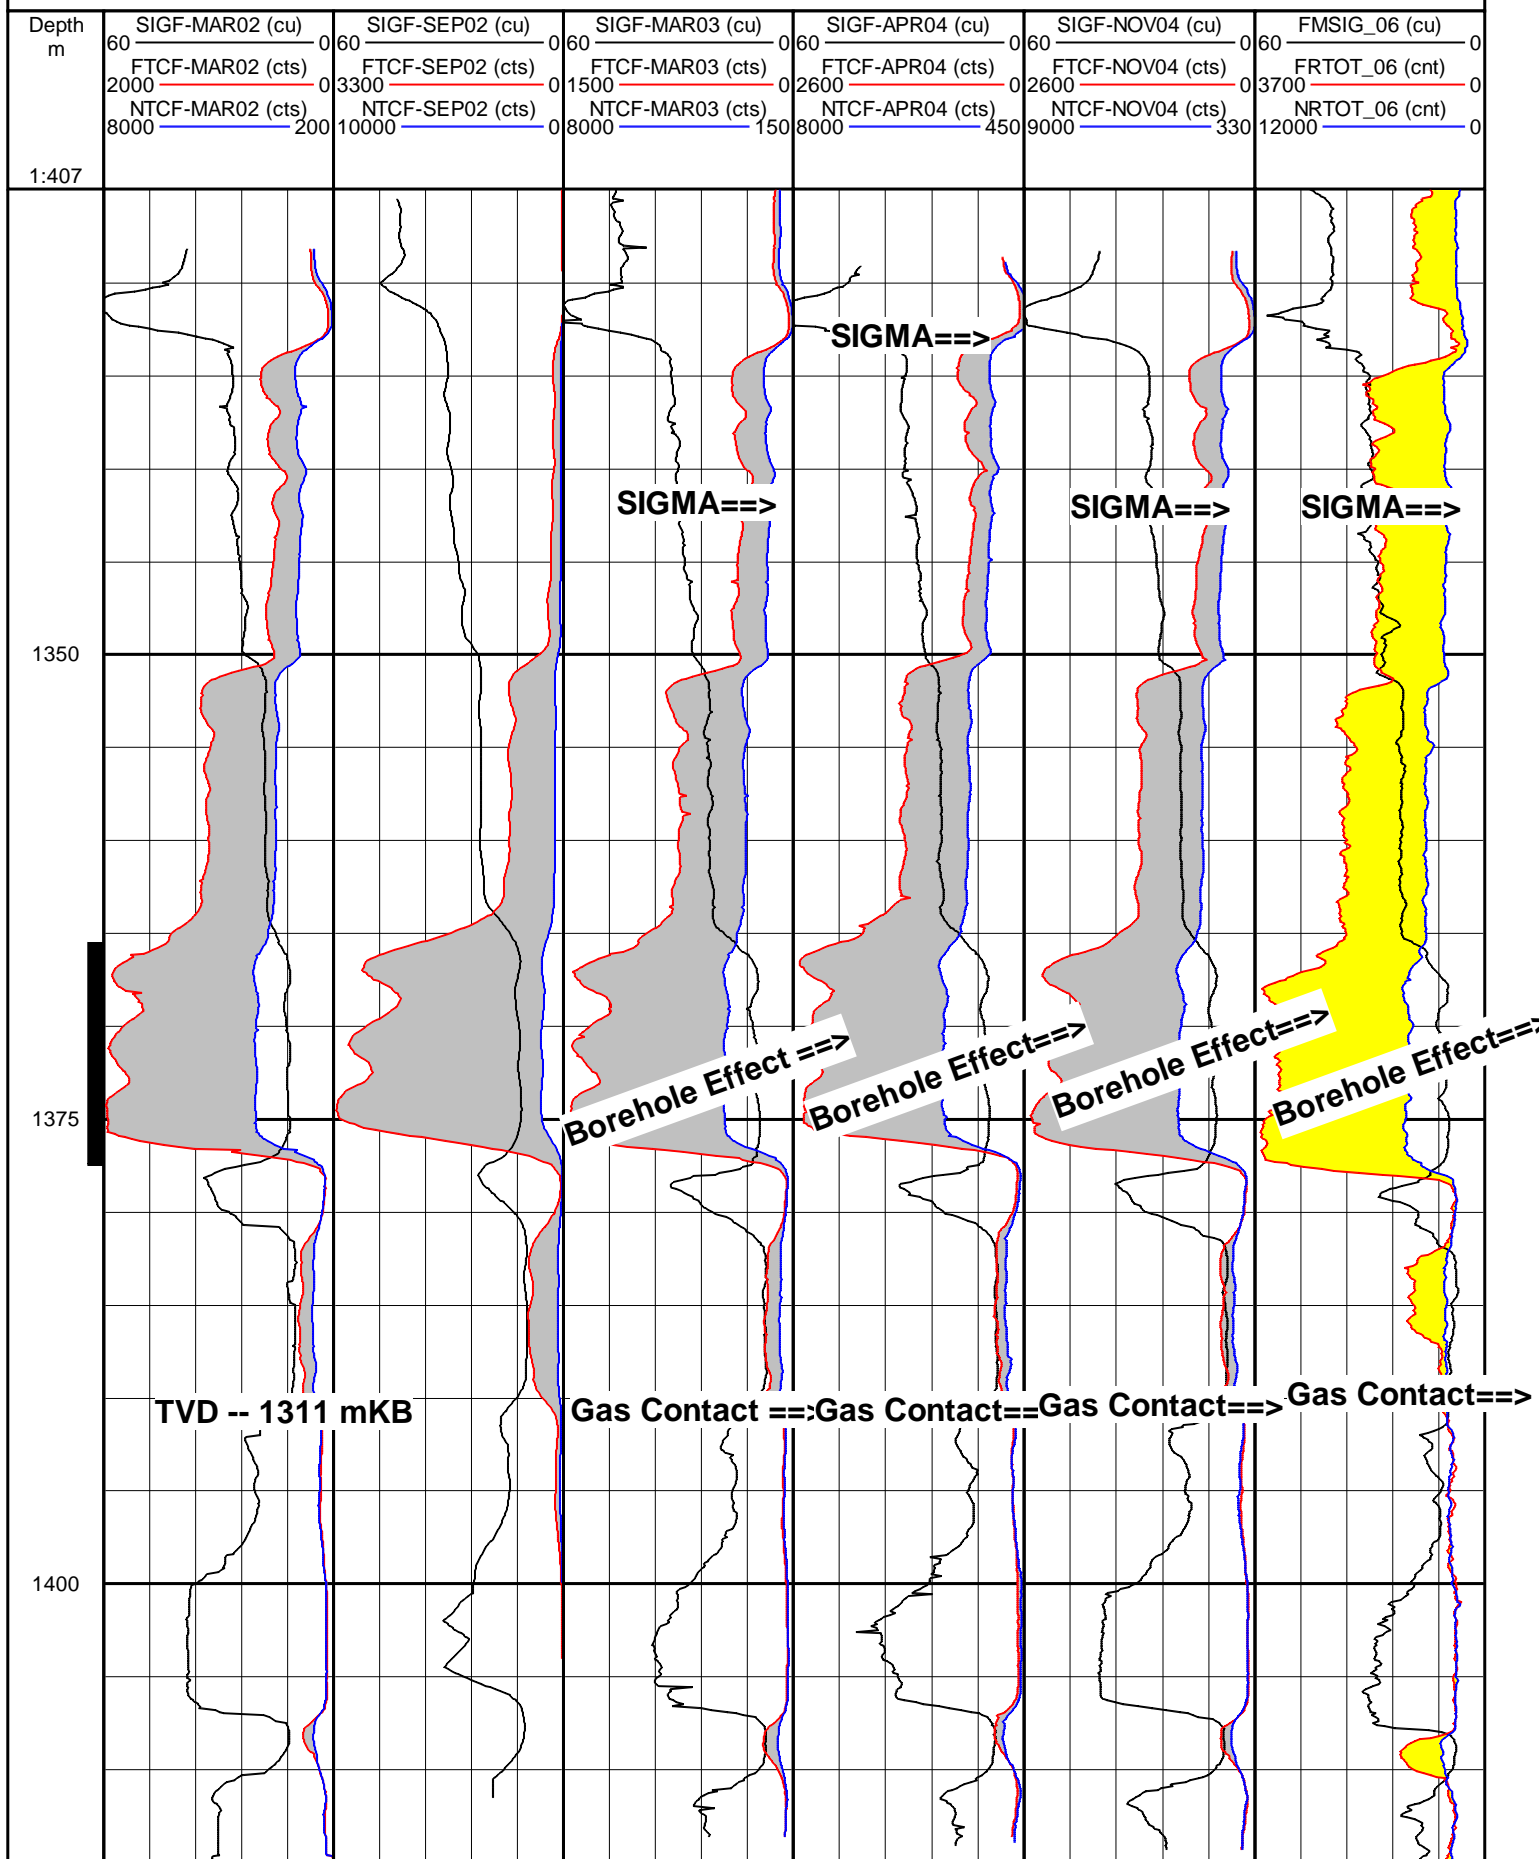 Depth
m
1:407
SIGF-MAR02 (cu)
60 0
FTCF-MAR02 (cts)
2000 0
NTCF-MAR02 (cts)
8000 200
SIGF-SEP02 (cu)
60 0
FTCF-SEP02 (cts)
3300 0
NTCF-SEP02 (cts)
10000 0
SIGF-MAR03 (cu)
60 0
FTCF-MAR03 (cts)
1500 0
NTCF-MAR03 (cts)
8000 150
SIGF-APR04 (cu)
60 0
FTCF-APR04 (cts)
2600 0
NTCF-APR04 (cts)
8000 450
SIGF-NOV04 (cu)
60 0
FTCF-NOV04 (cts)
2600 0
NTCF-NOV04 (cts)
9000 330
FMSIG_06 (cu)
60 0
FRTOT_06 (cnt)
3700 0
NRTOT_06 (cnt)
12000 0
SIGMA==>
SIGMA==>
SIGMA==>
SIGMA==>
1350
Borehole Effect ==>
Borehole Effect==>
Borehole Effect==>
Borehole Effect==>
1375
TVD -- 1311 mKB
Gas Contact ==>
Gas Contact==
Gas Contact==>
Gas Contact==>
1400